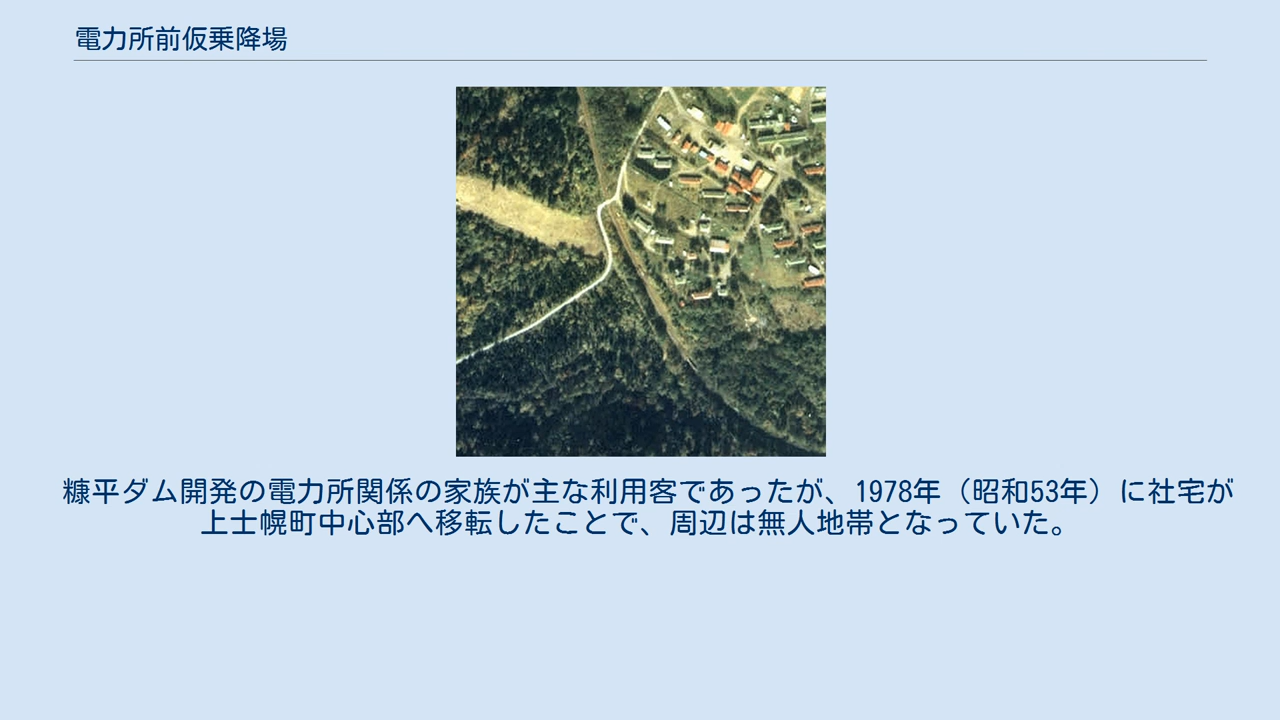 電力所前仮乗降場
糠平ダム開発の電力所関係の家族が主な利用客であったが、1978年（昭和53年）に社宅が
上士幌町中心部へ移転したことで、周辺は無人地帯となっていた。